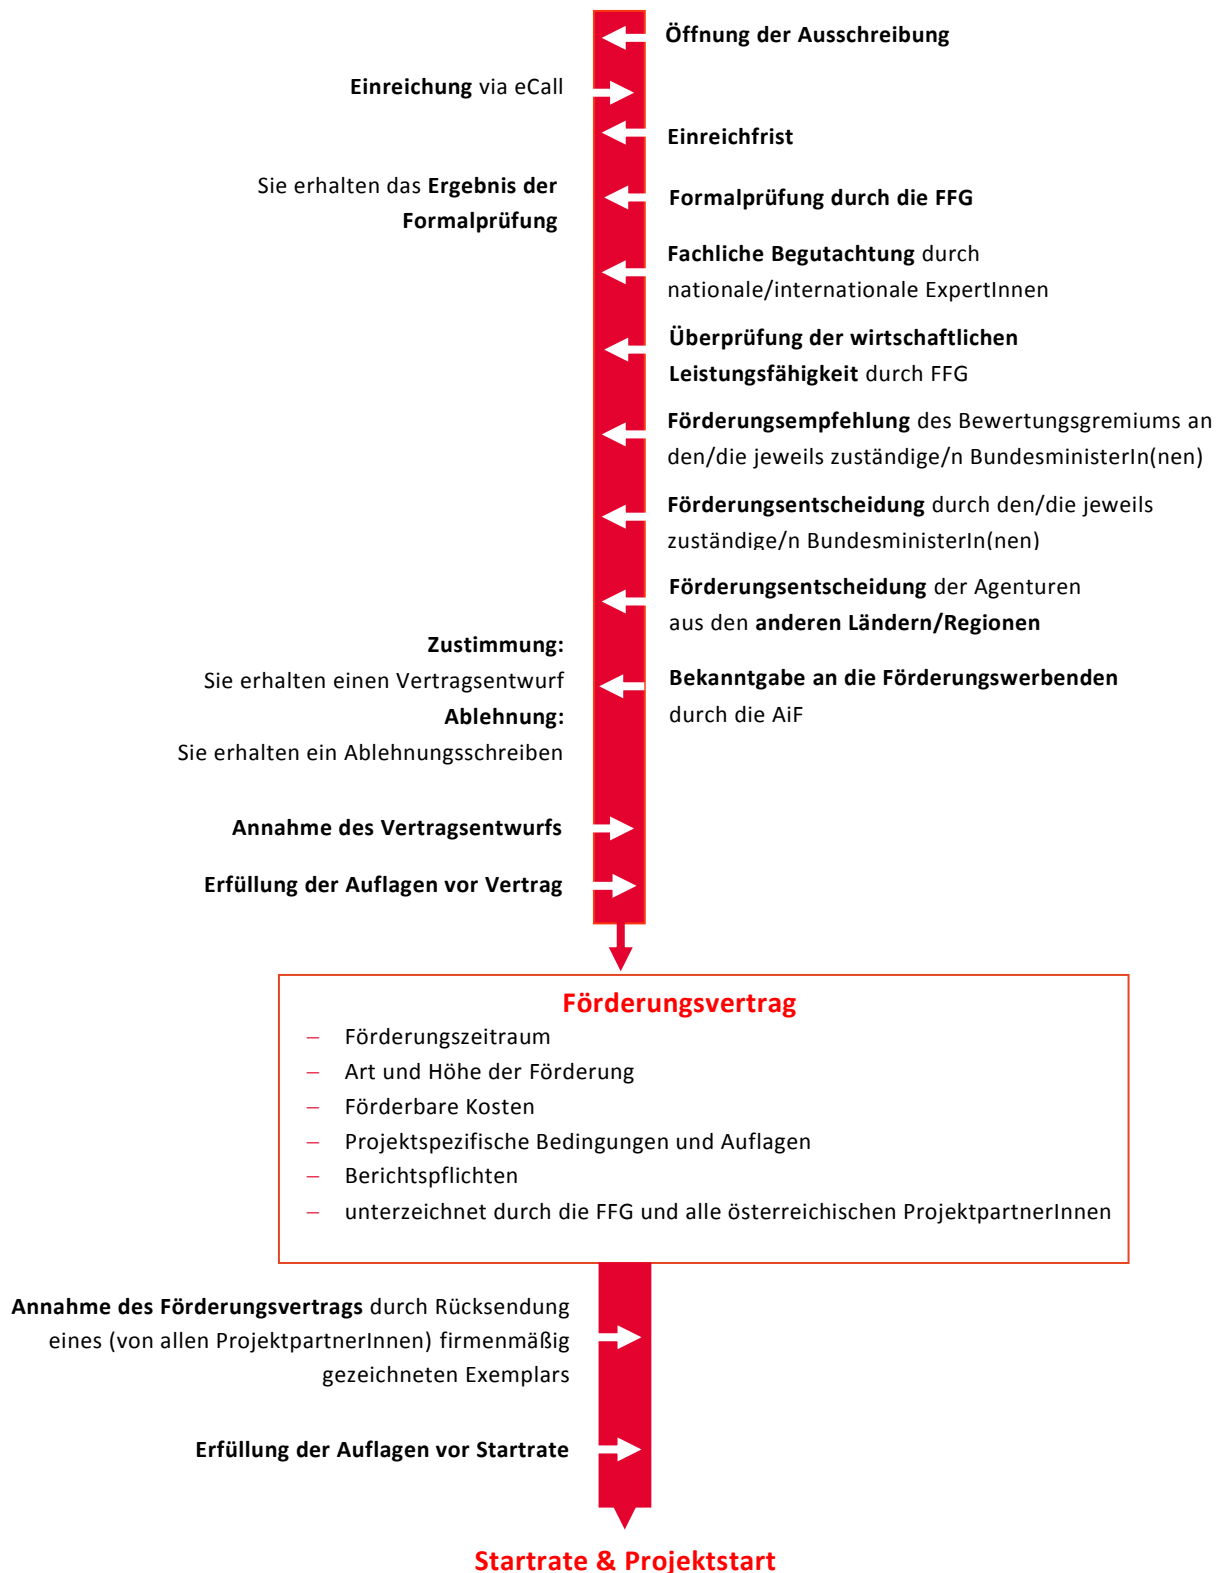 Öffnung der Ausschreibung
Einreichung via eCall
Einreichfrist
Sie erhalten das Ergebnis der
Formalprüfung
Formalprüfung durch die FFG
Fachliche Begutachtung durch
nationale/internationale ExpertInnen
Überprüfung der wirtschaftlichen
Leistungsfähigkeit durch FFG
Förderungsempfehlung des Bewertungsgremiums an
den/die jeweils zuständige/n BundesministerIn(nen)
Förderungsentscheidung durch den/die jeweils
zuständige/n BundesministerIn(nen)
Förderungsentscheidung der Agenturen
aus den anderen Ländern/Regionen
Zustimmung:
Sie erhalten einen Vertragsentwurf
Ablehnung:
Sie erhalten ein Ablehnungsschreiben
Bekanntgabe an die Förderungswerbenden
durch die AiF
Annahme des Vertragsentwurfs
Erfüllung der Auflagen vor Vertrag
Förderungsvertrag
– Förderungszeitraum
– Art und Höhe der Förderung
– Förderbare Kosten
– Projektspezifische Bedingungen und Auflagen
– Berichtspflichten
– unterzeichnet durch die FFG und alle österreichischen ProjektpartnerInnen
Annahme des Förderungsvertrags durch Rücksendung
eines (von allen ProjektpartnerInnen) firmenmäßig
gezeichneten Exemplars
Erfüllung der Auflagen vor Startrate
Startrate & Projektstart